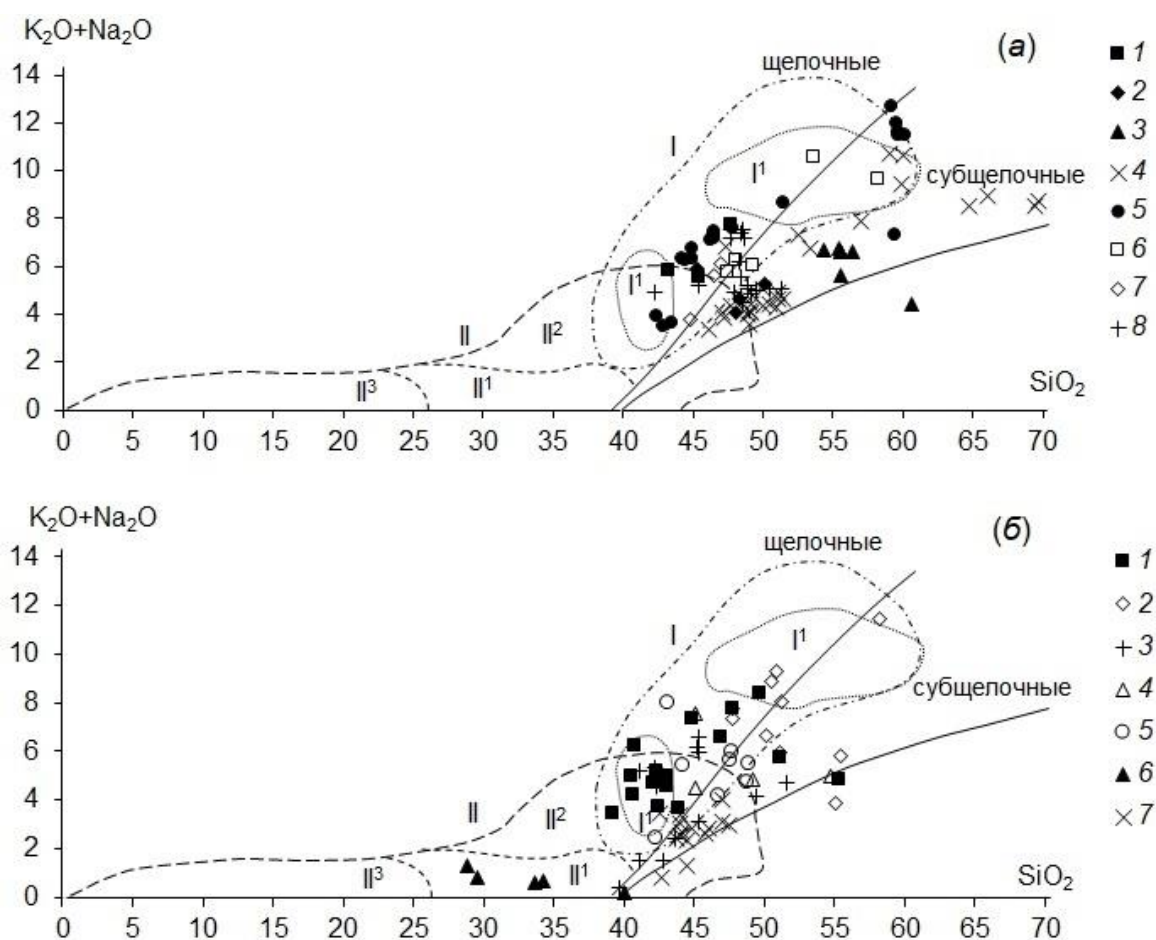 K₂O+Na₂O
(а)
щелочные
14
12
10
8
6
4
2
0
I
I¹
субщелочные
I¹
II
II²
II³
II¹
SiO₂
0 5 10 15 20 25 30 35 40 45 50 55 60 65 70
1
2
3
4
5
6
7
8
K₂O+Na₂O
(б)
щелочные
14
12
10
8
6
4
2
0
I
I¹
субщелочные
I¹
II
II²
II³
II¹
SiO₂
0 5 10 15 20 25 30 35 40 45 50 55 60 65 70
1
2
3
4
5
6
7